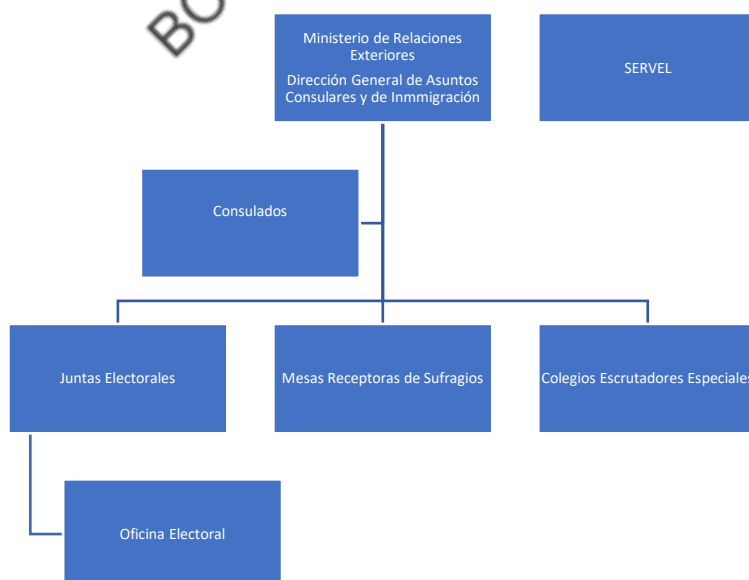 BO
Ministerio de Relaciones
Exteriores
Dirección General de Asuntos
Consulares y de Inmmigración
SERVEL
Consulados
Juntas Electorales
Mesas Receptoras de Sufragios
Colegios Escrutadores Especiales
Oficina Electoral